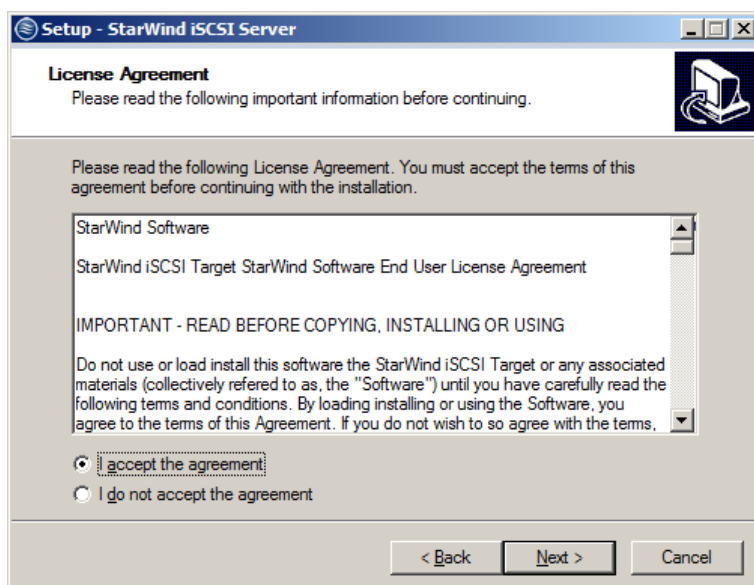 Setup - StarWind iSCSI Server
License Agreement
Please read the following important information before continuing.
Please read the following License Agreement. You must accept the terms of this
agreement before continuing with the installation.
StarWind Software
StarWind iSCSI Target StarWind Software End User License Agreement
IMPORTANT - READ BEFORE COPYING, INSTALLING OR USING
Do not use or load install this software the StarWind iSCSI Target or any associated
materials (collectively refered to as, the "Software") until you have carefully read the
following terms and conditions. By loading installing or using the Software, you
agree to the terms of this Agreement. If you do not wish to so agree with the terms,
I accept the agreement
I do not accept the agreement
< Back Next > Cancel